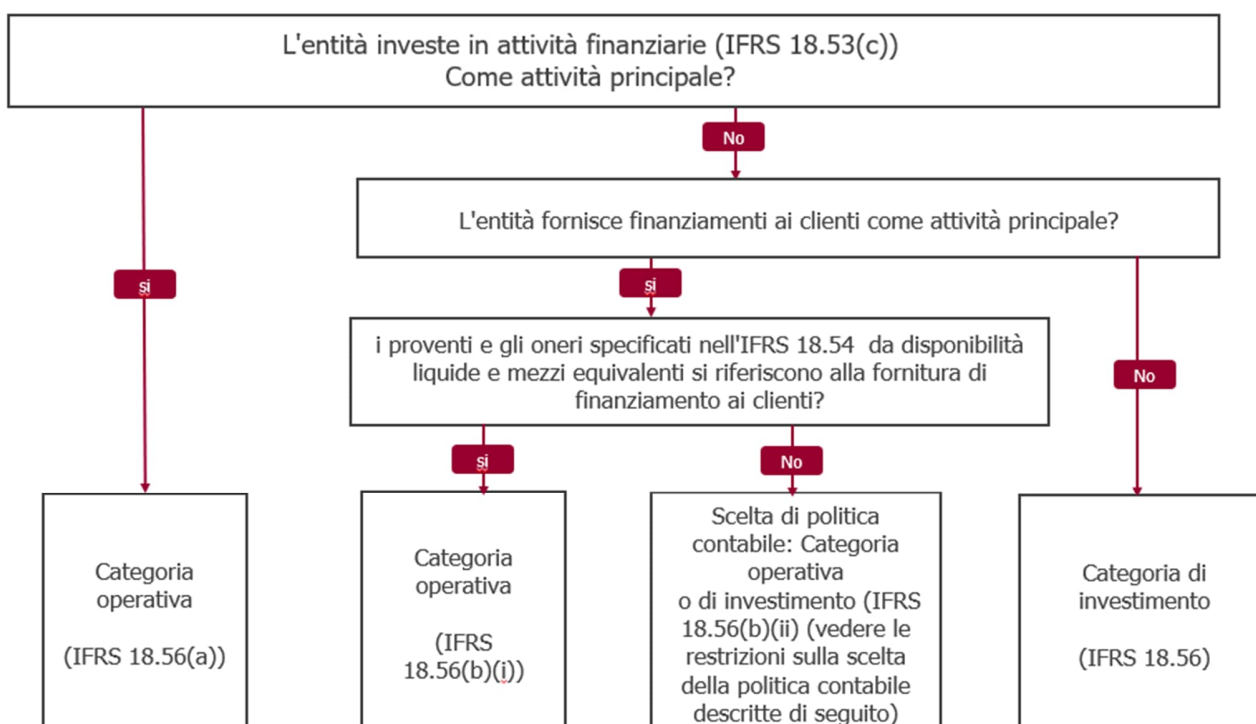 L'entità investe in attività finanziarie (IFRS 18.53(c))
Come attività principale?
No
L'entità fornisce finanziamenti ai clienti come attività principale?
si
si
i proventi e gli oneri specificati nell'IFRS 18.54  da disponibilità
liquide e mezzi equivalenti si riferiscono alla fornitura di
finanziamento ai clienti?
No
si
No
Categoria
operativa
(IFRS 18.56(a))
Categoria
operativa
(IFRS
18.56(b)(i))
Scelta di politica
contabile: Categoria
operativa
o di investimento (IFRS
18.56(b)(ii) (vedere le
restrizioni sulla scelta
della politica contabile
descritte di seguito)
Categoria di
investimento
(IFRS 18.56)